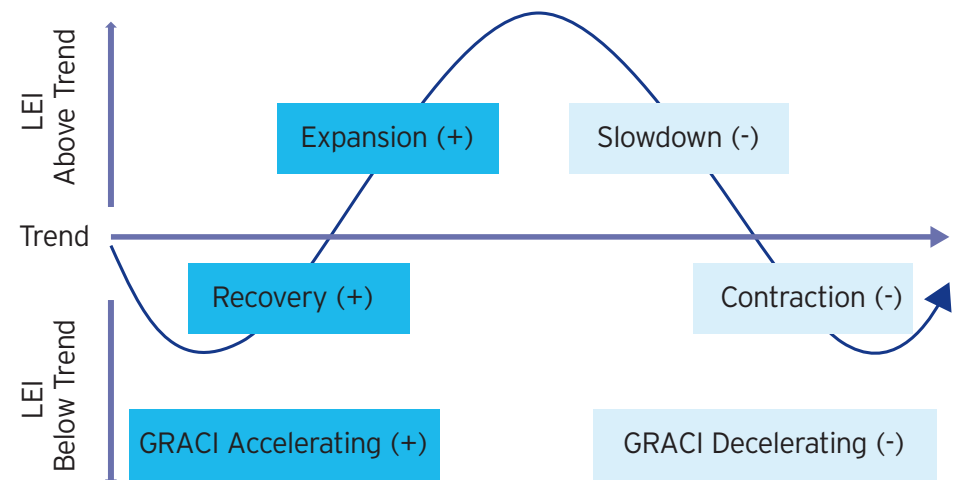 LEI
Above Trend
Expansion (+)
Slowdown (-)
Trend
Recovery (+)
Contraction (-)
LEI
Below Trend
GRACI Accelerating (+)
GRACI Decelerating (-)